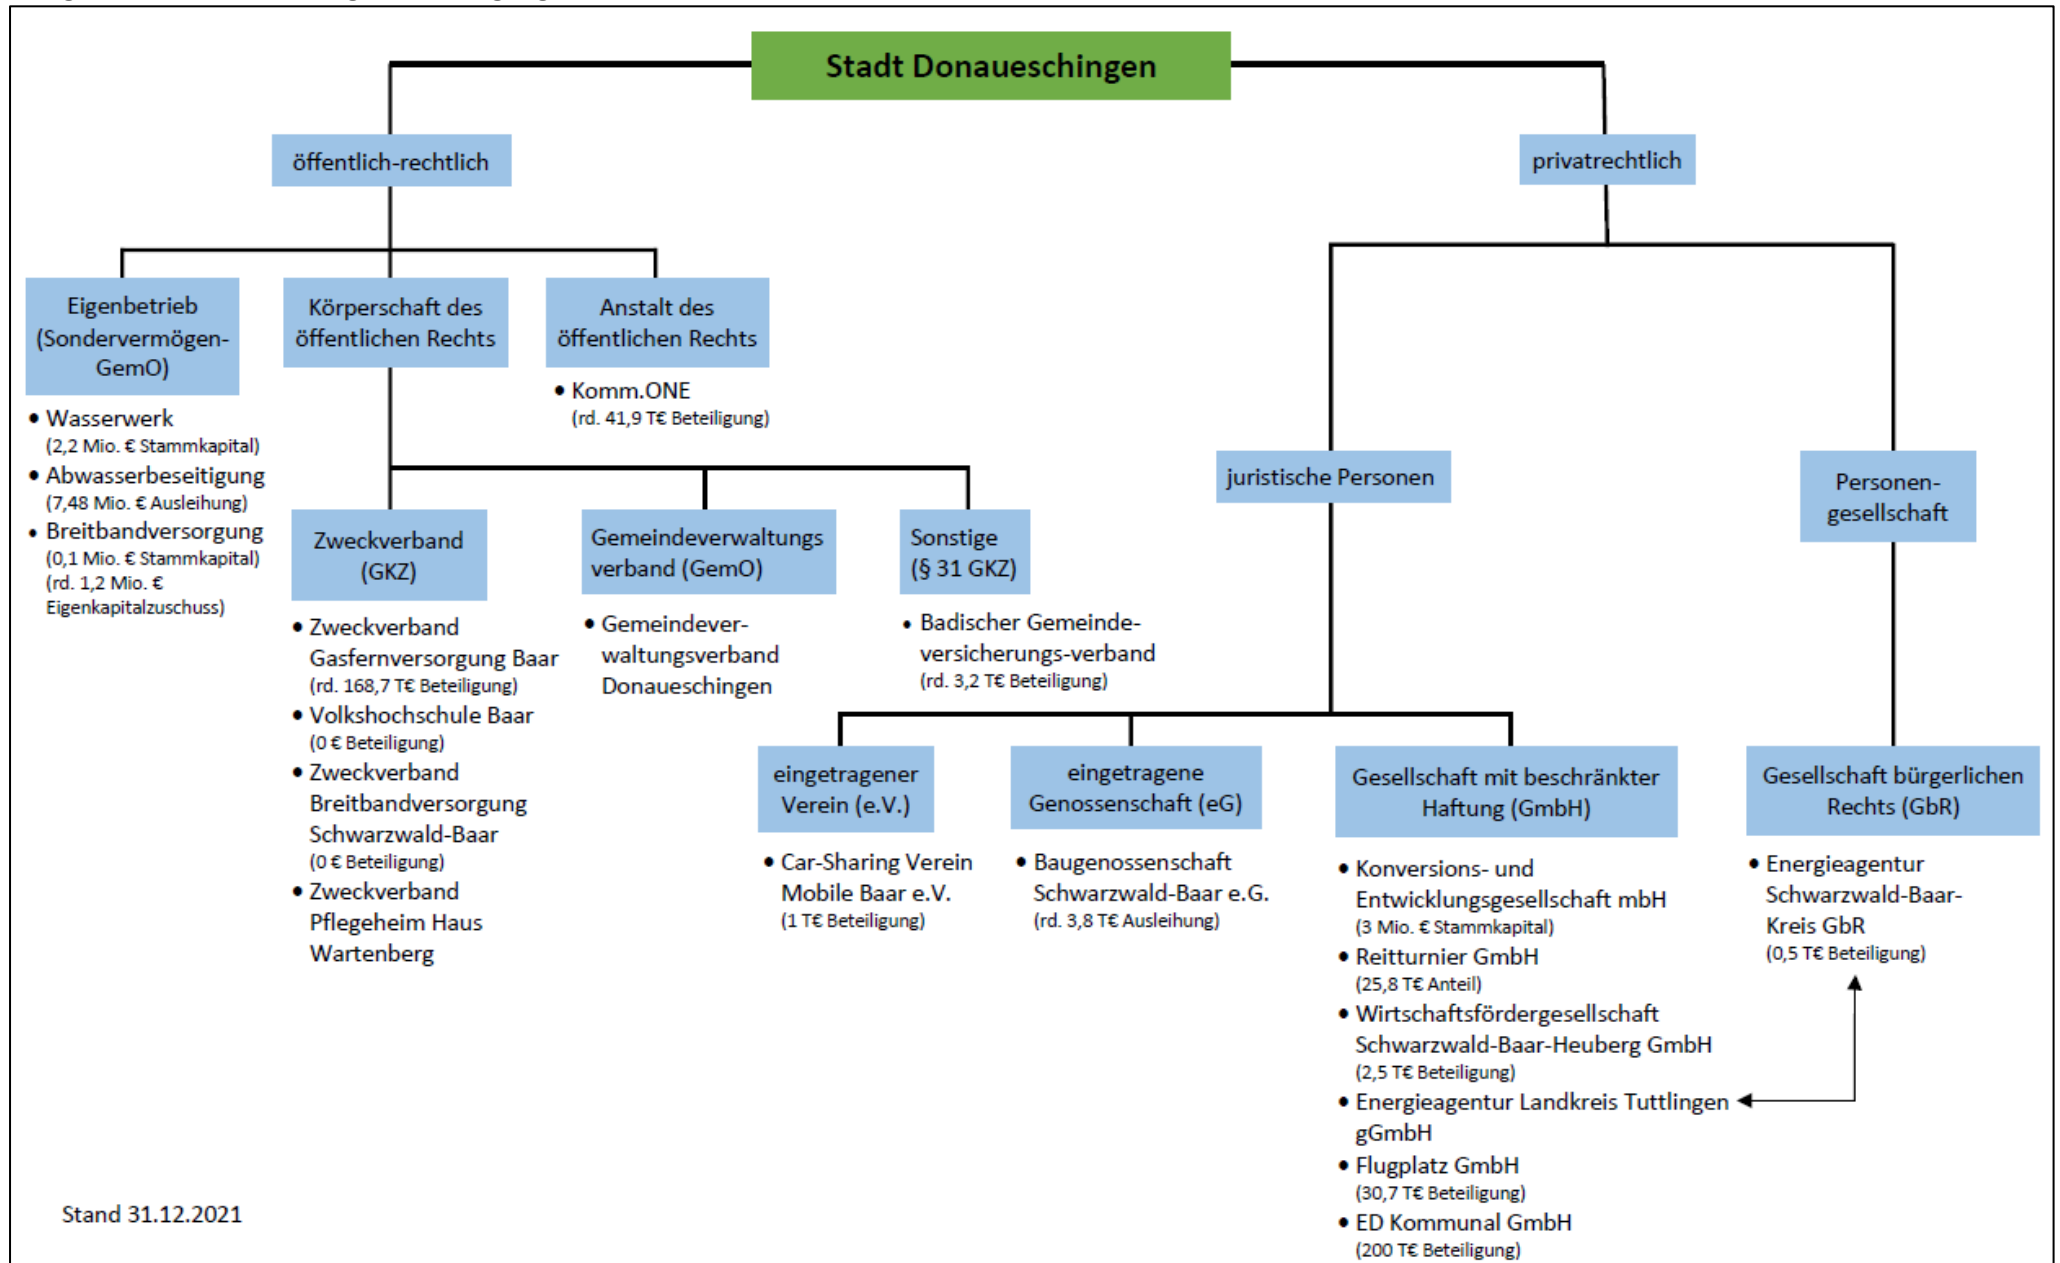 Stadt Donaueschingen
öffentlich-rechtlich
privatrechtlich
Eigenbetrieb
(Sondervermögen-
GemO)
• Wasserwerk
(2,2 Mio. € Stammkapital)
• Abwasserbeseitigung
(7,48 Mio. € Ausleihung)
• Breitbandversorgung
(0,1 Mio. € Stammkapital)
(rd. 1,2 Mio. €
Eigenkapitalzuschuss)
Körperschaft des
öffentlichen Rechts
Anstalt des
öffentlichen Rechts
• Komm.ONE
(rd. 41,9 T€ Beteiligung)
Zweckverband
(GKZ)
• Zweckverband
Gasfernversorgung Baar
(rd. 168,7 T€ Beteiligung)
• Volkshochschule Baar
(0 € Beteiligung)
• Zweckverband
Breitbandversorgung
Schwarzwald-Baar
(0 € Beteiligung)
• Zweckverband
Pflegeheim Haus
Wartenberg
Gemeindeverwaltungs
verband (GemO)
• Gemeindever-
waltungsverband
Donaueschingen
Sonstige
(§ 31 GKZ)
• Badischer Gemeinde-
versicherungs-verband
(rd. 3,2 T€ Beteiligung)
juristische Personen
Personen-
gesellschaft
eingetragener
Verein (e.V.)
• Car-Sharing Verein
Mobile Baar e.V.
(1 T€ Beteiligung)
eingetragene
Genossenschaft (eG)
• Baugenossenschaft
Schwarzwald-Baar e.G.
(rd. 3,8 T€ Ausleihung)
Gesellschaft mit beschränkter
Haftung (GmbH)
• Konversions- und
Entwicklungsgesellschaft mbH
(3 Mio. € Stammkapital)
• Reitturnier GmbH
(25,8 T€ Anteil)
• Wirtschaftsfördergesellschaft
Schwarzwald-Baar-Heuberg GmbH
(2,5 T€ Beteiligung)
• Energieagentur Landkreis Tuttlingen
gGmbH
• Flugplatz GmbH
(30,7 T€ Beteiligung)
• ED Kommunal GmbH
(200 T€ Beteiligung)
Gesellschaft bürgerlichen
Rechts (GbR)
• Energieagentur
Schwarzwald-Baar-
Kreis GbR
(0,5 T€ Beteiligung)
Stand 31.12.2021